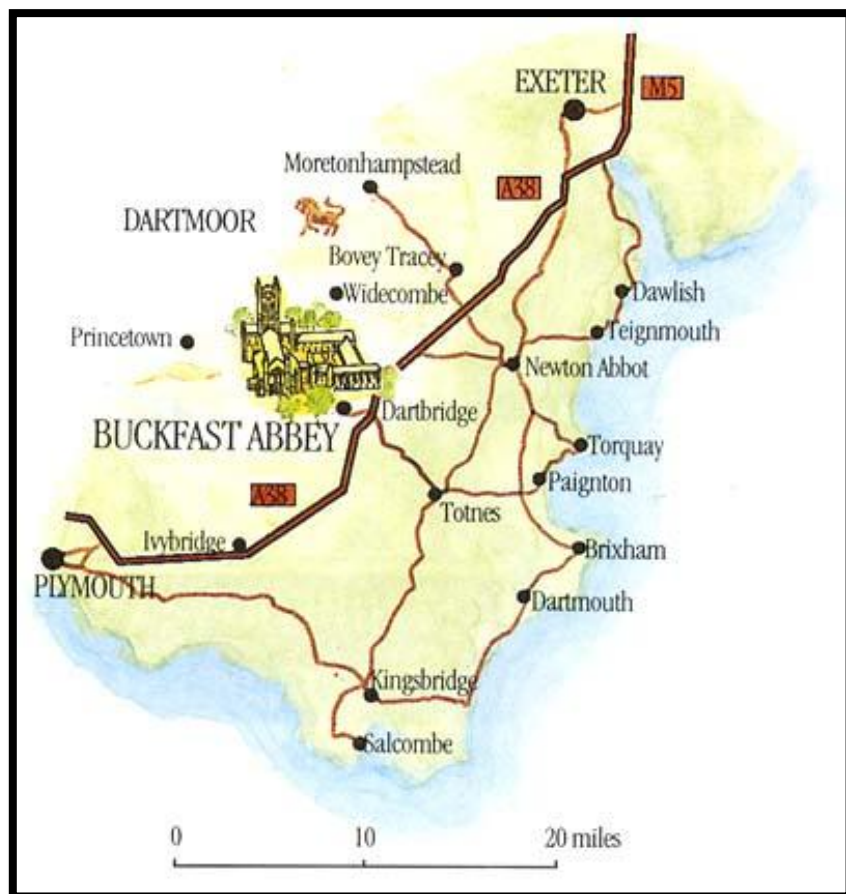 EXETER
M5
Moretonhampstead
A38
DARTMOOR
Bovey Tracey
Widecombe
Dawlish
Princetown
Teignmouth
Newton Abbot
Dartbridge
BUCKFAST ABBEY
Torquay
Paignton
A38
Totnes
Ivybridge
Brixham
PLYMOUTH
Dartmouth
Kingsbridge
Salcombe
0 10 20 miles